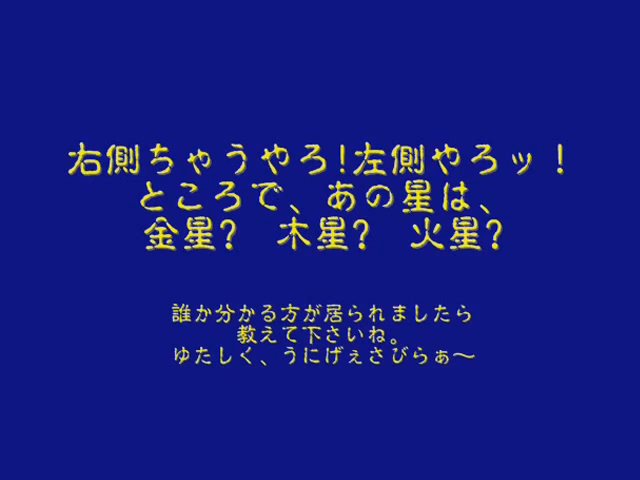 右側ちゃうやろ!左側やろッ!
ところで、あの星は、
金星? 木星? 火星?
誰か分かる方が居られましたら
教えて下さいね。
ゆたしく、うにげぇさびらぁ~